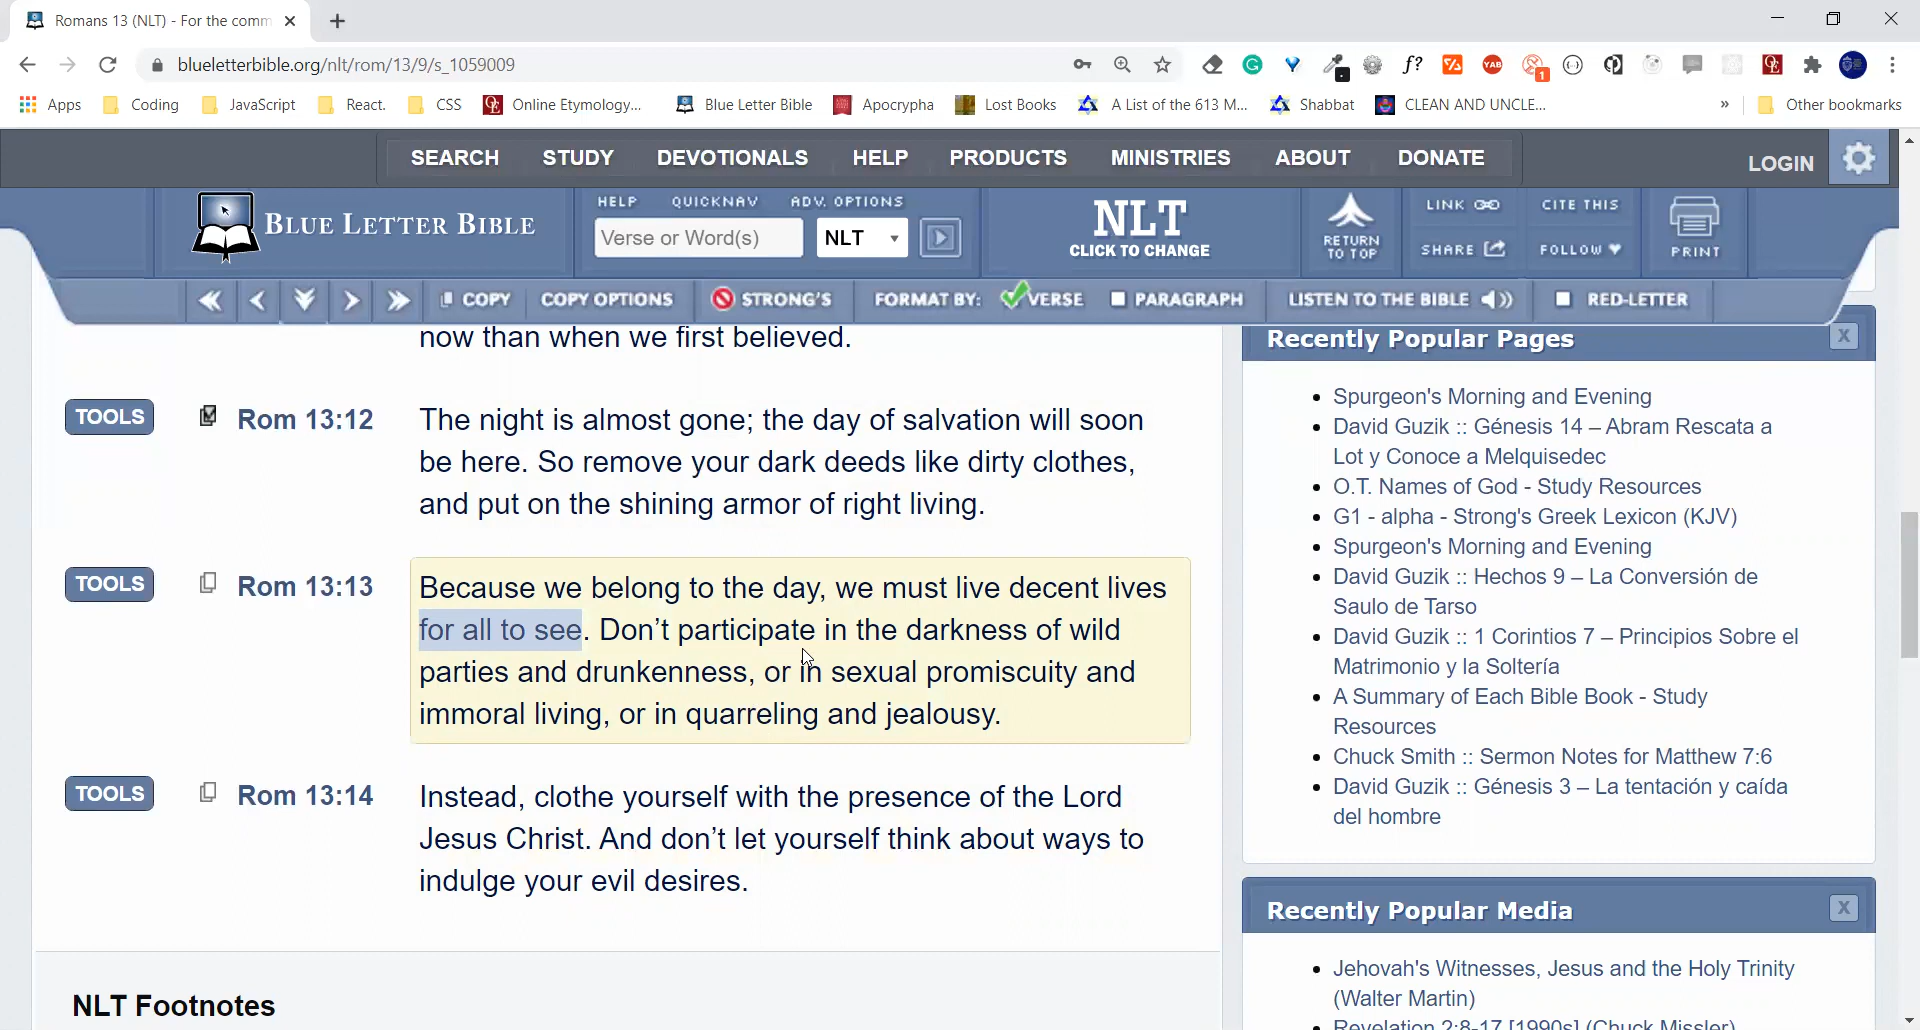 Romans 13 (NLT) - For the comm
blueletterbible.org/nlt/rom/13/9/s_1059009
f?
YAB
1
OE
Apps
Coding
JavaScript
React.
CSS
OE
Online Etymology...
Blue Letter Bible
Apocrypha
Lost Books
A List of the 613 M...
Shabbat
CLEAN AND UNCLE...
»
Other bookmarks
SEARCH
STUDY
DEVOTIONALS
HELP
PRODUCTS
MINISTRIES
ABOUT
DONATE
LOGIN
BLUE LETTER BIBLE
HELP
QUICKNAV
ADV. OPTIONS
Verse or Word(s)
NLT
NLT
CLICK TO CHANGE
RETURN
TO TOP
LINK
CITE THIS
SHARE
FOLLOW
PRINT
COPY
COPY OPTIONS
STRONG'S
FORMAT BY:
VERSE
PARAGRAPH
LISTEN TO THE BIBLE
RED-LETTER
now than when we first believed.
TOOLS
Rom 13:12
The night is almost gone; the day of salvation will soon
be here. So remove your dark deeds like dirty clothes,
and put on the shining armor of right living.
TOOLS
Rom 13:13
Because we belong to the day, we must live decent lives
for all to see. Don’t participate in the darkness of wild
parties and drunkenness, or in sexual promiscuity and
immoral living, or in quarreling and jealousy.
TOOLS
Rom 13:14
Instead, clothe yourself with the presence of the Lord
Jesus Christ. And don’t let yourself think about ways to
indulge your evil desires.
NLT Footnotes
Recently Popular Pages
X
Spurgeon's Morning and Evening
David Guzik :: Génesis 14 – Abram Rescata a
Lot y Conoce a Melquisedec
O.T. Names of God - Study Resources
G1 - alpha - Strong's Greek Lexicon (KJV)
Spurgeon's Morning and Evening
David Guzik :: Hechos 9 – La Conversión de
Saulo de Tarso
David Guzik :: 1 Corintios 7 – Principios Sobre el
Matrimonio y la Soltería
A Summary of Each Bible Book - Study
Resources
Chuck Smith :: Sermon Notes for Matthew 7:6
David Guzik :: Génesis 3 – La tentación y caída
del hombre
Recently Popular Media
X
Jehovah's Witnesses, Jesus and the Holy Trinity
(Walter Martin)
Revelation 2:8-17 [1990s] (Chuck Missler)